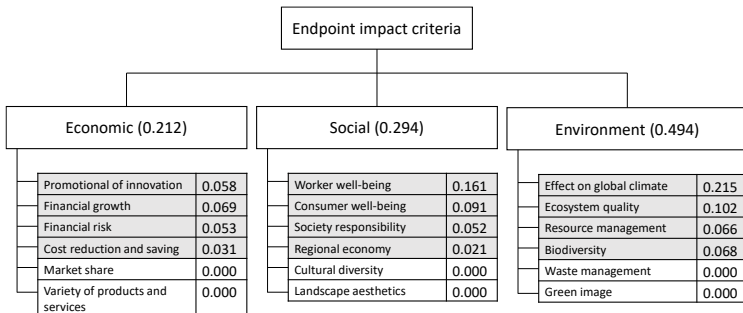 Endpoint impact criteria
Economic (0.212)
Social (0.294)
Environment (0.494)
Promotional of innovation 0.058
Financial growth 0.069
Financial risk 0.053
Cost reduction and saving 0.031
Market share 0.000
Variety of products and 0.000
services
Worker well-being 0.161
Consumer well-being 0.091
Society responsibility 0.052
Regional economy 0.021
Cultural diversity 0.000
Landscape aesthetics 0.000
Effect on global climate 0.215
Ecosystem quality 0.102
Resource management 0.066
Biodiversity 0.068
Waste management 0.000
Green image 0.000